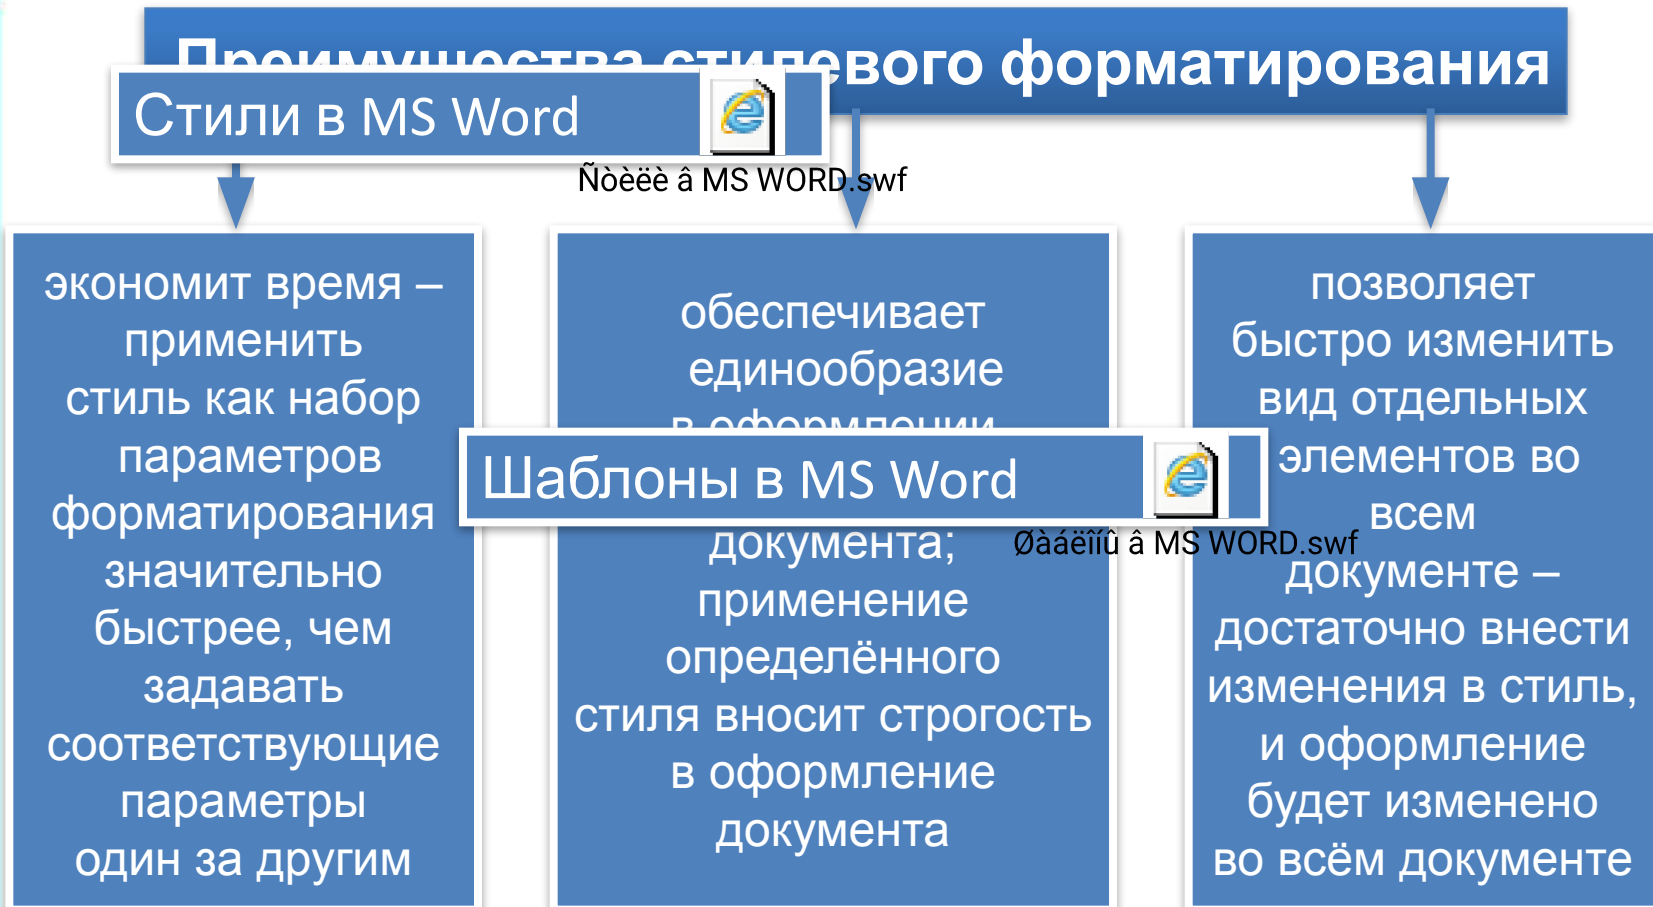 Преимущества стилевого форматирования
Стили в MS Word
Ñòèëè â MS WORD.swf
экономит время –
применить
стиль как набор
параметров
форматирования
значительно
быстрее, чем
задавать
соответствующие
параметры
один за другим
обеспечивает
единообразие
в оформлении
Шаблоны в MS Word
Øàáëîíû â MS WORD.swf
документа;
применение
определённого
стиля вносит строгость
в оформление
документа
позволяет
быстро изменить
вид отдельных
элементов во
всем
документе –
достаточно внести
изменения в стиль,
и оформление
будет изменено
во всём документе